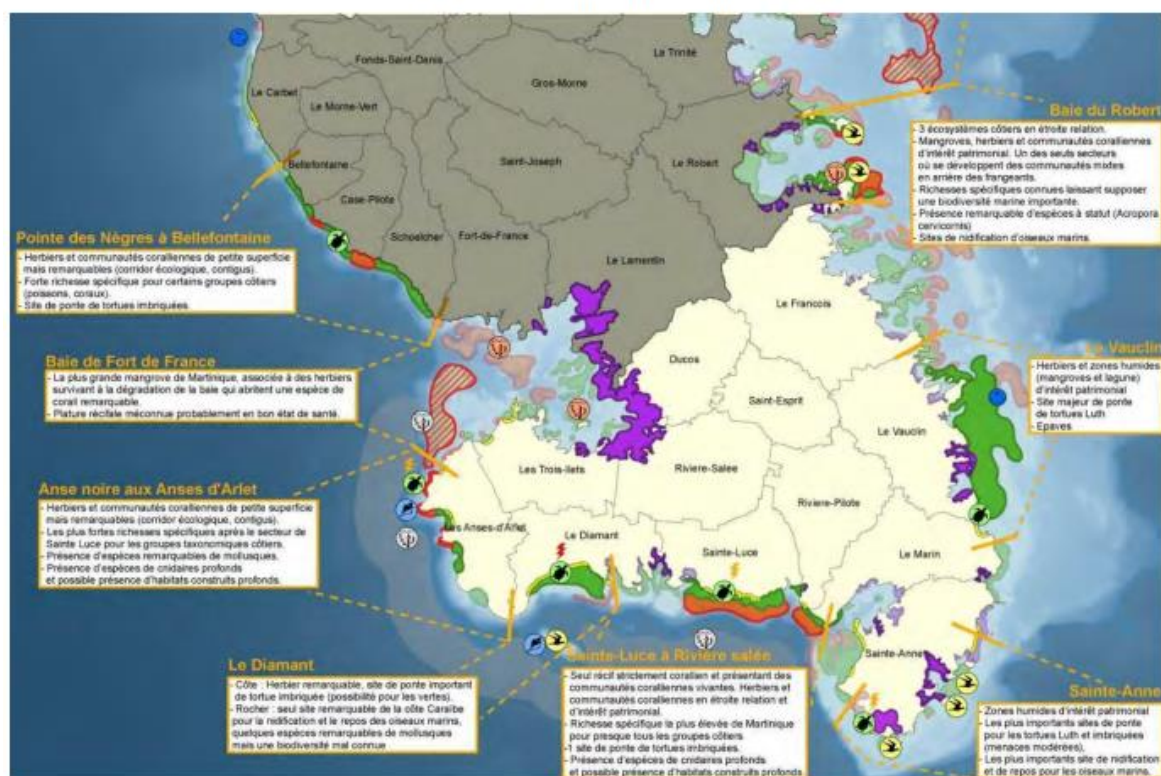 Fonds-Saint-Denis
La Trinité
Gros-Morne
Le Carbet
Le Morne-Vert
Bellefontaine
Saint-Joseph
Le Robert
Case-Pilote
Schoelcher
Fort-de-France
Le Lamentin
Le Francois
Ducos
Saint-Esprit
Le Vauclin
Les Trois-Ilets
Riviere-Salee
Riviere-Pilote
Les Anses-d'Arlet
Le Diamant
Sainte-Luce
Le Marin
Sainte-Anne
Baie du Robert
- 3 écosystèmes côtiers en étroite relation.
- Mangroves, herbiers et communautés coralliennes
d'intérêt patrimonial. Un des seuls secteurs
où se développent des communautés mixtes
en arrière des frangeants.
- Richesses spécifiques connues laissant supposer
une biodiversité marine importante.
- Présence remarquable d'espèces à statut (Acropora
cervicornis)
- Sites de nidification d'oiseaux marins.
Pointe des Nègres à Bellefontaine
- Herbiers et communautés coralliennes de petite superficie
mais remarquables (corridor écologique, contigus).
- Forte richesse spécifique pour certains groupes côtiers
(poissons, coraux).
- Site de ponte de tortues imbriquées.
Baie de Fort de France
- La plus grande mangrove de Martinique, associée à des herbiers
survivant à la dégradation de la baie qui abritent une espèce de
corail remarquable.
- Plature récifale méconnue probablement en bon état de santé.
Le Vauclin
- Herbiers et zones humides
(mangroves et lagune)
d'intérêt patrimonial
- Site majeur de ponte
de tortues Luth
- Epaves
Anse noire aux Anses d'Arlet
- Herbiers et communautés coralliennes de petite superficie
mais remarquables (corridor écologique, contigus).
- Les plus fortes richesses spécifiques après le secteur de
Sainte Luce pour les groupes taxonomiques côtiers.
- Présence d'espèces remarquables de mollusques.
- Présence d'espèces de cnidaires profonds
et possible présence d'habitats construits profonds.
Le Diamant
- Côte : Herbier remarquable, site de ponte important
de tortue imbriquée (possibilité pour les vertes).
- Rocher : seul site remarquable de la côte Caraïbe
pour la nidification et le repos des oiseaux marins,
quelques espèces remarquables de mollusques
mais une biodiversité mal connue
Sainte-Luce à Rivière salée
- Seul récif strictement corallien et présentant des
communautés coralliennes vivantes. Herbiers et
communautés coralliennes en étroite relation et
d'intérêt patrimonial.
- Richesse spécifique la plus élevée de Martinique
pour presque tous les groupes côtiers
-1 site de ponte de tortues imbriquées.
- Présence d'espèces de cnidaires profonds
et possible présence d'habitats construits profonds
Sainte-Anne
- Zones humides d'intérêt patrimonial
- Les plus importants sites de ponte
pour les tortues Luth et imbriquées
(menaces modérées),
- Les plus importants site de nidification
et de repos pour les oiseaux marins.